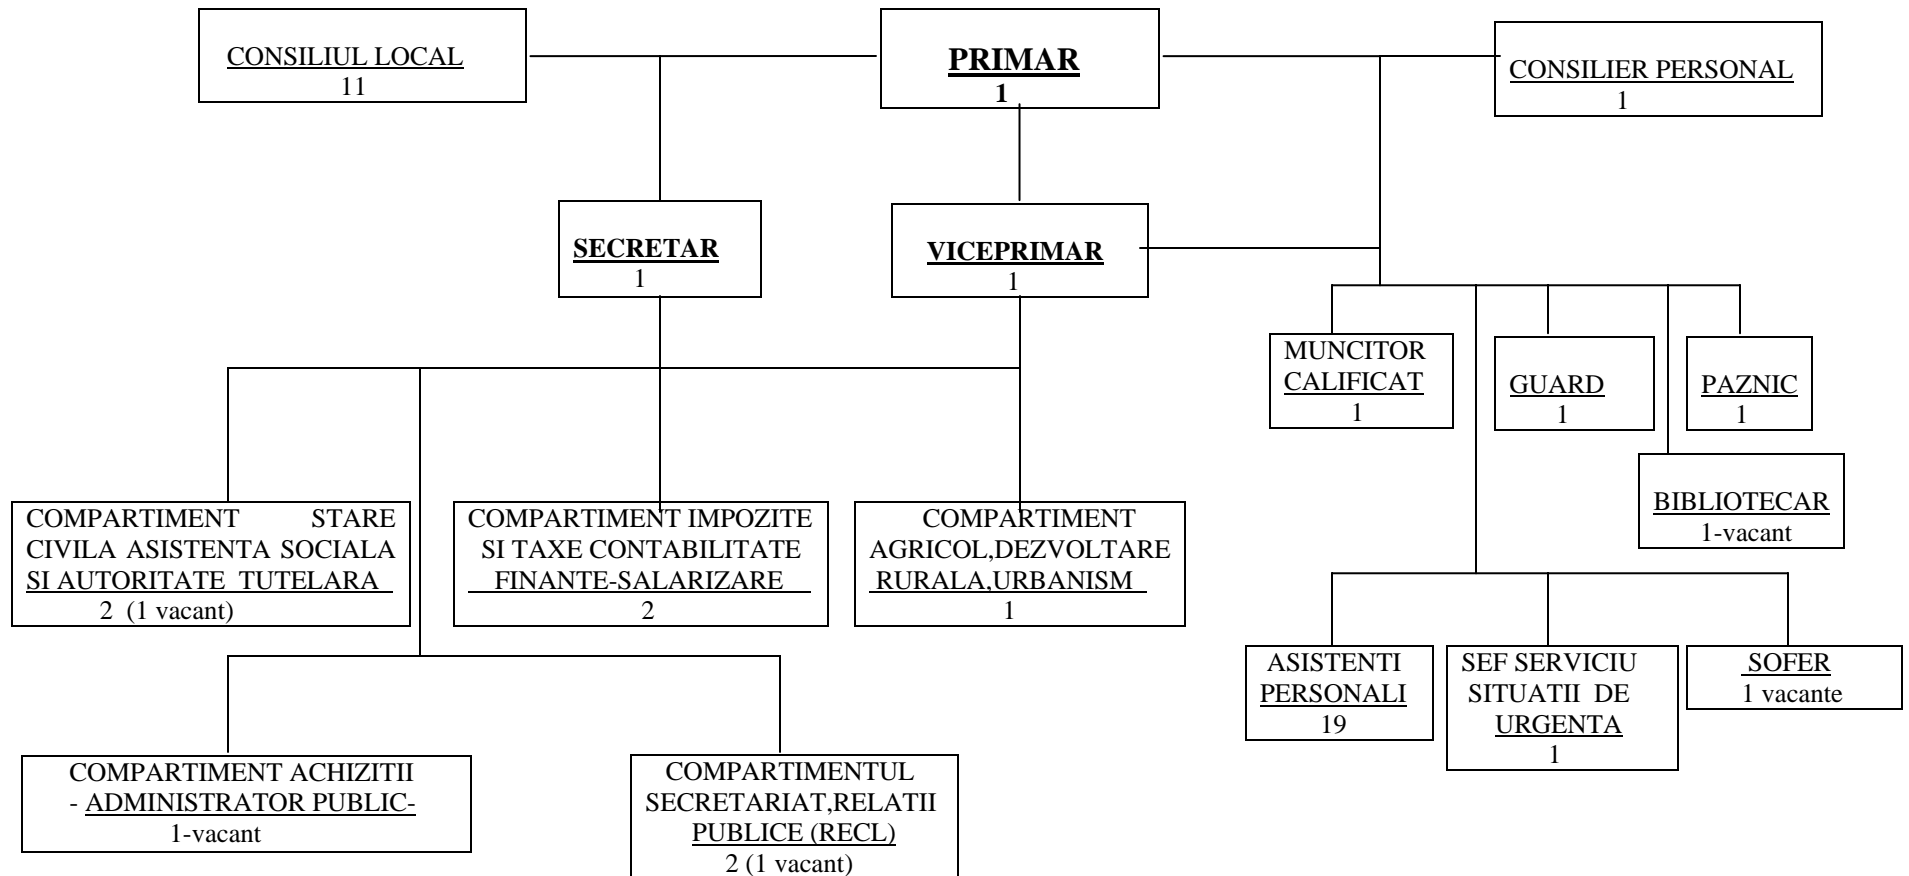 CONSILIUL LOCAL
11
PRIMAR
1
CONSILIER PERSONAL
1
SECRETAR
1
VICEPRIMAR
1
MUNCITOR
CALIFICAT
1
GUARD
1
PAZNIC
1
BIBLIOTECAR
1-vacant
COMPARTIMENT STARE
CIVILA ASISTENTA SOCIALA
SI AUTORITATE TUTELARA
2 (1 vacant)
COMPARTIMENT IMPOZITE
SI TAXE CONTABILITATE
FINANTE-SALARIZARE
2
COMPARTIMENT
AGRICOL,DEZVOLTARE
RURALA,URBANISM
1
ASISTENTI
PERSONALI
19
SEF SERVICIU
SITUATII DE
URGENTA
1
SOFER
1 vacante
COMPARTIMENT ACHIZITII
- ADMINISTRATOR PUBLIC-
1-vacant
COMPARTIMENTUL
SECRETARIAT,RELATII
PUBLICE (RECL)
2 (1 vacant)